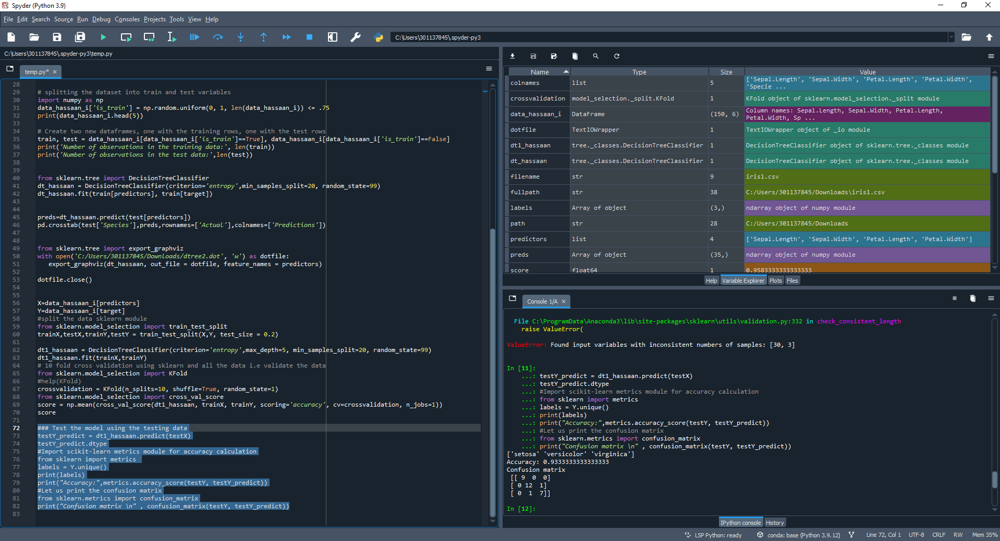 Spyder (Python 3.9)
File Edit Search Source Run Debug Consoles Projects Tools View Help
C:\Users\301137845\.spyder-py3
C:\Users\301137845\.spyder-py3\temp.py
temp.py*
28
29 # splitting the dataset into train and test variables
30 import numpy as np
31 data_hassaan_i['is_train'] = np.random.uniform(0, 1, len(data_hassaan_i)) <= .75
32 print(data_hassaan_i.head(5))
33
34 # Create two new dataframes, one with the training rows, one with the test rows
35 train, test = data_hassaan_i[data_hassaan_i['is_train']==True], data_hassaan_i[data_hassaan_i['is_train']==False]
36 print('Number of observations in the training data:', len(train))
37 print('Number of observations in the test data:',len(test))
38
39
40 from sklearn.tree import DecisionTreeClassifier
41 dt_hassaan = DecisionTreeClassifier(criterion='entropy',min_samples_split=20, random_state=99)
42 dt_hassaan.fit(train[predictors], train[target])
43
44
45 preds=dt_hassaan.predict(test[predictors])
46 pd.crosstab(test['Species'],preds,rownames=['Actual'],colnames=['Predictions'])
47
48
49 from sklearn.tree import export_graphviz
50 with open('C:/Users/301137845/Downloads/dtree2.dot', 'w') as dotfile:
51    export_graphviz(dt_hassaan, out_file = dotfile, feature_names = predictors)
52
53 dotfile.close()
54
55
56 X=data_hassaan_i[predictors]
57 Y=data_hassaan_i[target]
58 #split the data sklearn module
59 from sklearn.model_selection import train_test_split
60 trainX,testX,trainY,testY = train_test_split(X,Y, test_size = 0.2)
61
62 dt1_hassaan = DecisionTreeClassifier(criterion='entropy',max_depth=5, min_samples_split=20, random_state=99)
63 dt1_hassaan.fit(trainX,trainY)
64 # 10 fold cross validation using sklearn and all the data i.e validate the data
65 from sklearn.model_selection import KFold
66 #help(KFold)
67 crossvalidation = KFold(n_splits=10, shuffle=True, random_state=1)
68 from sklearn.model_selection import cross_val_score
69 score = np.mean(cross_val_score(dt1_hassaan, trainX, trainY, scoring='accuracy', cv=crossvalidation, n_jobs=1))
70 score
71
72 ### Test the model using the testing data
73 testY_predict = dt1_hassaan.predict(testX)
74 testY_predict.dtype
75 #Import scikit-learn metrics module for accuracy calculation
76 from sklearn import metrics
77 labels = Y.unique()
78 print(labels)
79 print("Accuracy:",metrics.accuracy_score(testY, testY_predict))
80 #Let us print the confusion matrix
81 from sklearn.metrics import confusion_matrix
82 print("Confusion matrix \n" , confusion_matrix(testY, testY_predict))
83
Name Type Size Value
colnames list 5 ['Sepal.Length', 'Sepal.Width', 'Petal.Length', 'Petal.Width',
'Specie ...
crossvalidation model_selection._split.KFold 1 KFold object of sklearn.model_selection._split module
data_hassaan_i DataFrame (150, 6) Column names: Sepal.Length, Sepal.Width, Petal.Length,
Petal.Width, Sp ...
dotfile TextIOWrapper 1 TextIOWrapper object of _io module
dt1_hassaan tree._classes.DecisionTreeClassifier 1 DecisionTreeClassifier object of sklearn.tree._classes module
dt_hassaan tree._classes.DecisionTreeClassifier 1 DecisionTreeClassifier object of sklearn.tree._classes module
filename str 9 iris1.csv
fullpath str 38 C:/Users/301137845/Downloads\iris1.csv
labels Array of object (3,) ndarray object of numpy module
path str 28 C:/Users/301137845/Downloads
predictors list 4 ['Sepal.Length', 'Sepal.Width', 'Petal.Length', 'Petal.Width']
preds Array of object (35,) ndarray object of numpy module
score float64 1 0.9583333333333333
Help Variable Explorer Plots Files
Console 1/A
File C:\ProgramData\Anaconda3\lib\site-packages\sklearn\utils\validation.py:332 in check_consistent_length
raise ValueError(
ValueError: Found input variables with inconsistent numbers of samples: [30, 3]
In [11]:
...: testY_predict = dt1_hassaan.predict(testX)
...: testY_predict.dtype
...: #Import scikit-learn metrics module for accuracy calculation
...: from sklearn import metrics
...: labels = Y.unique()
...: print(labels)
...: print("Accuracy:",metrics.accuracy_score(testY, testY_predict))
...: #Let us print the confusion matrix
...: from sklearn.metrics import confusion_matrix
...: print("Confusion matrix \n" , confusion_matrix(testY, testY_predict))
['setosa' 'versicolor' 'virginica']
Accuracy: 0.9333333333333333
Confusion matrix
[[ 9 0 0]
[ 0 12 1]
[ 0 1 7]]
In [12]:
IPython console History
LSP Python: ready conda: base (Python 3.9.12) Line 72, Col 1 UTF-8 CRLF RW Mem 35%